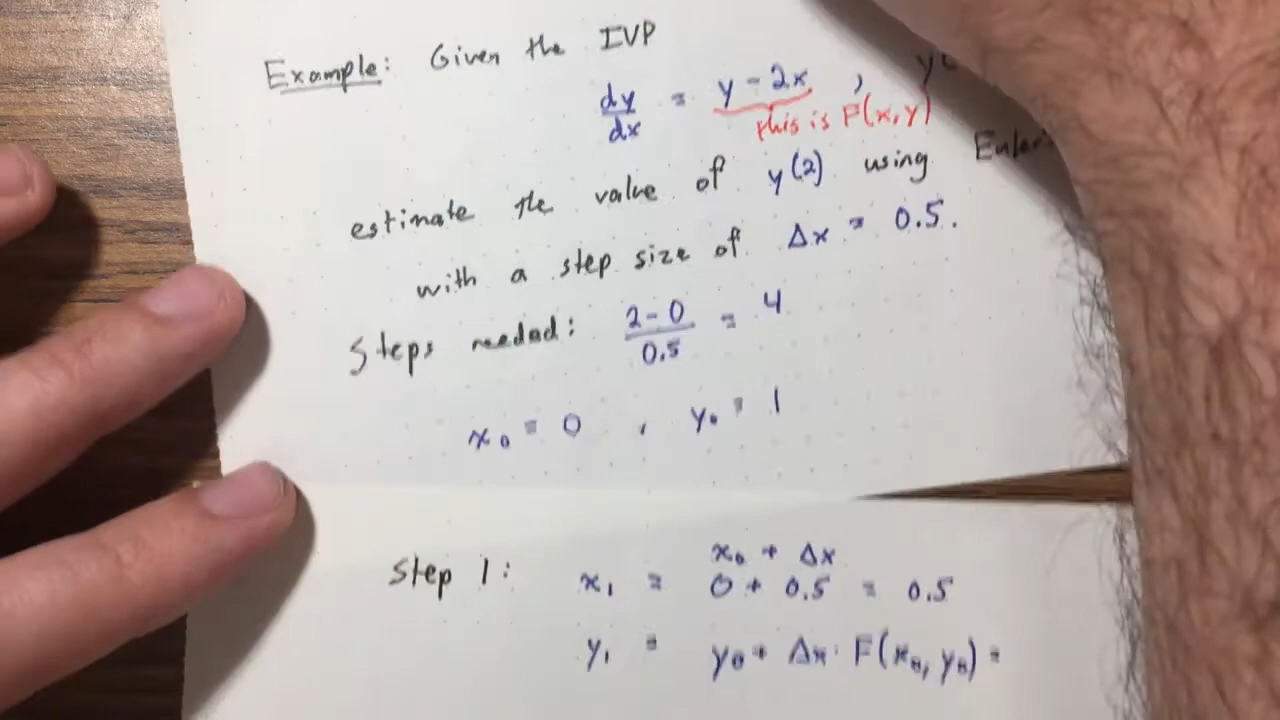 Example: Given the IVP
dy/dx = y - 2x ,
this is F(x,y)
estimate the value of y(2) using
with a step size of Δx = 0.5.
Steps needed: (2-0)/0.5 = 4
x₀ = 0 , y₀ = 1
x₀ + Δx
Step 1: x₁ = 0 + 0.5 = 0.5
y₁ = y₀ + Δx · F(x₀, y₀) =